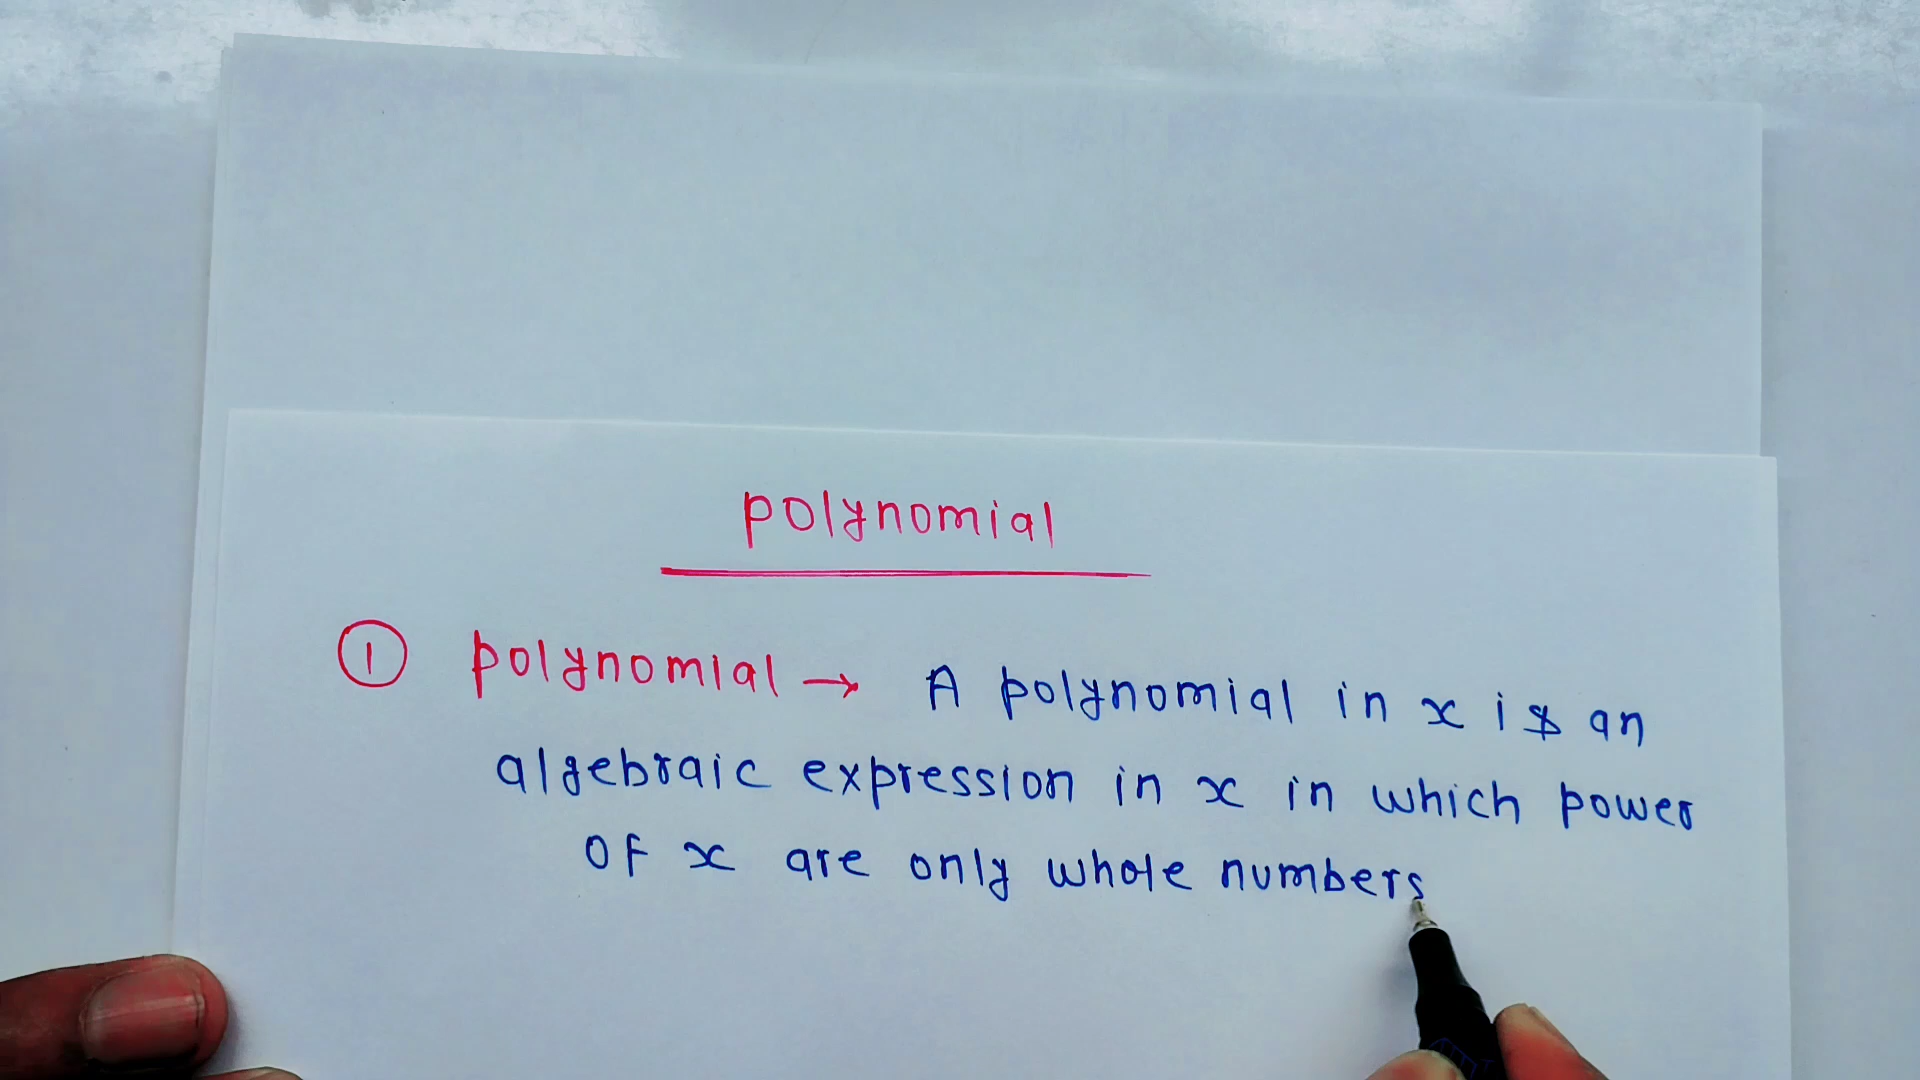 polynomial
① polynomial → A polynomial in x is an
algebraic expression in x in which power
of x are only whole numbers